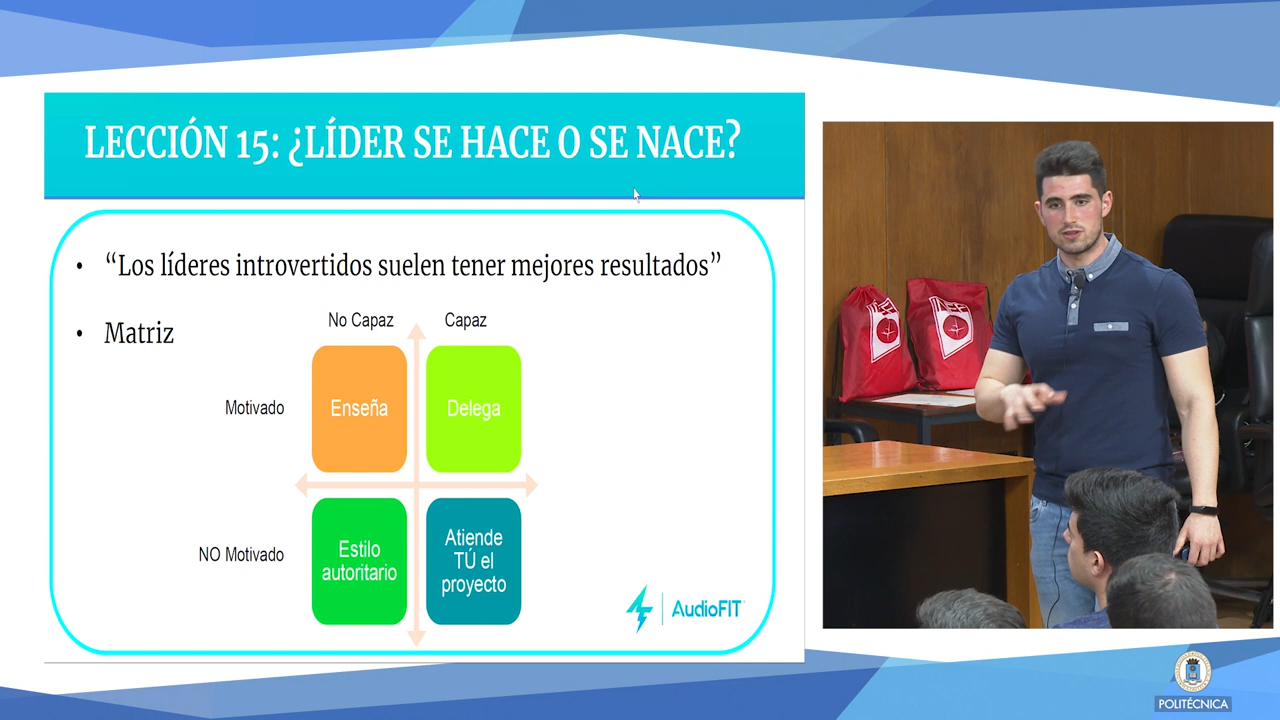 LECCIÓN 15: ¿LÍDER SE HACE O SE NACE?
• “Los líderes introvertidos suelen tener mejores resultados”
• Matriz
No Capaz
Capaz
Motivado
Enseña
Delega
NO Motivado
Estilo
autoritario
Atiende
TÚ el
proyecto
AudioFIT
INEF
POLITÉCNICA